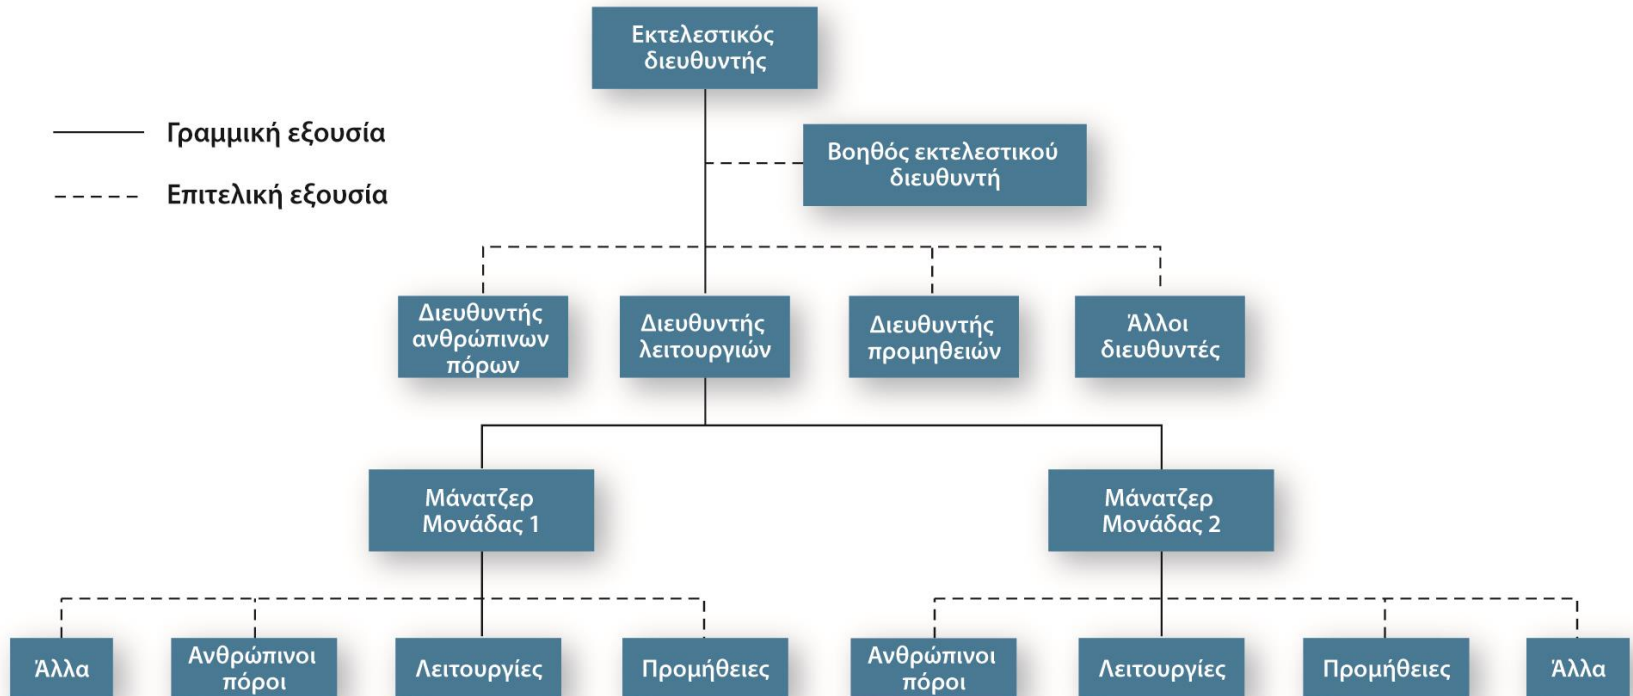 Εκτελεστικός
διευθυντής
Γραμμική εξουσία
Επιτελική εξουσία
Βοηθός εκτελεστικού
διευθυντή
Διευθυντής
ανθρώπινων
πόρων
Διευθυντής
λειτουργιών
Διευθυντής
προμηθειών
Άλλοι
διευθυντές
Μάνατζερ
Μονάδας 1
Μάνατζερ
Μονάδας 2
Άλλα
Ανθρώπινοι
πόροι
Λειτουργίες
Προμήθειες
Ανθρώπινοι
πόροι
Λειτουργίες
Προμήθειες
Άλλα